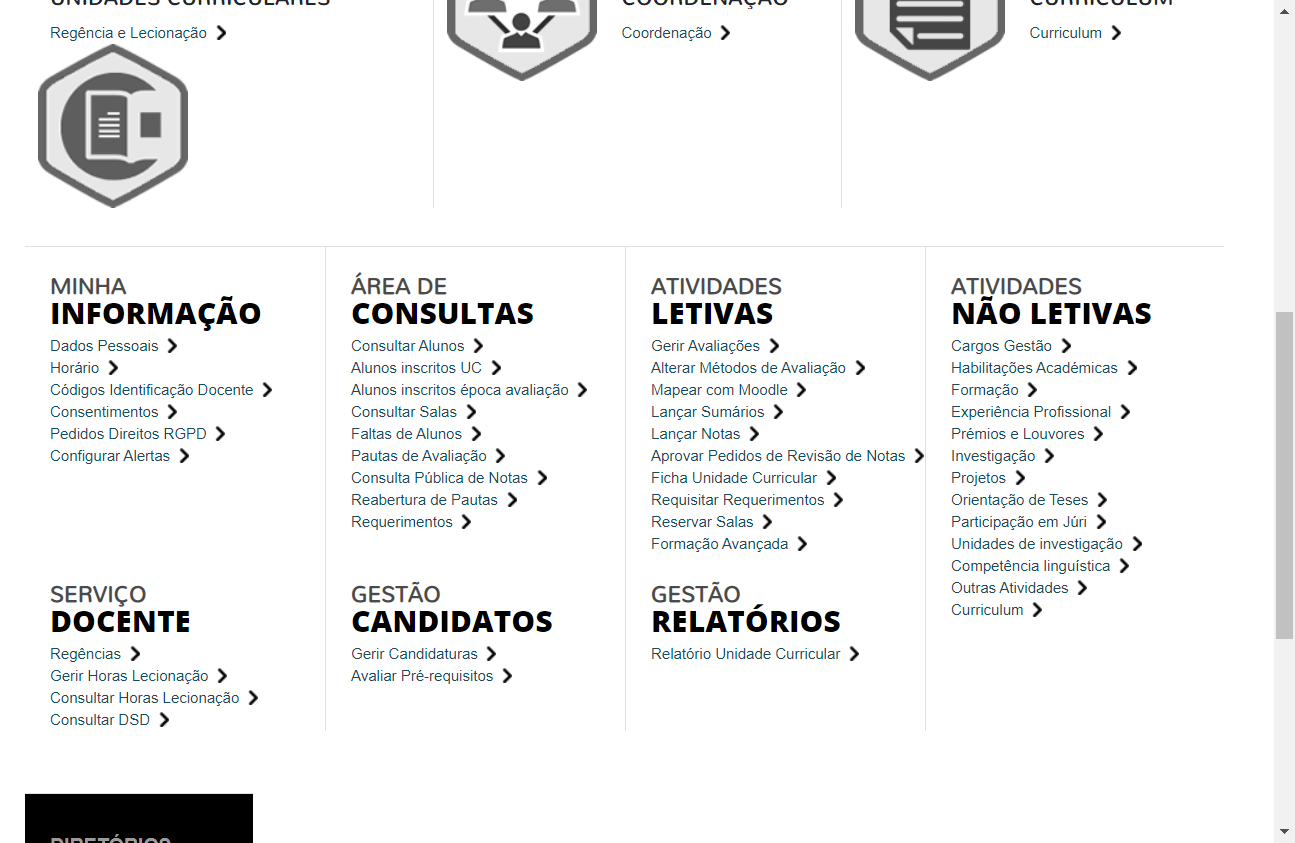 UNIDADES CURRICULARES
Regência e Lecionação
COORDENAÇÃO
Coordenação
CURRICULUM
Curriculum
MINHA
INFORMAÇÃO
Dados Pessoais
Horário
Códigos Identificação Docente
Consentimentos
Pedidos Direitos RGPD
Configurar Alertas
ÁREA DE
CONSULTAS
Consultar Alunos
Alunos inscritos UC
Alunos inscritos época avaliação
Consultar Salas
Faltas de Alunos
Pautas de Avaliação
Consulta Pública de Notas
Reabertura de Pautas
Requerimentos
ATIVIDADES
LETIVAS
Gerir Avaliações
Alterar Métodos de Avaliação
Mapear com Moodle
Lançar Sumários
Lançar Notas
Aprovar Pedidos de Revisão de Notas
Ficha Unidade Curricular
Requisitar Requerimentos
Reservar Salas
Formação Avançada
ATIVIDADES
NÃO LETIVAS
Cargos Gestão
Habilitações Académicas
Formação
Experiência Profissional
Prémios e Louvores
Investigação
Projetos
Orientação de Teses
Participação em Júri
Unidades de investigação
Competência linguística
Outras Atividades
Curriculum
SERVIÇO
DOCENTE
Regências
Gerir Horas Lecionação
Consultar Horas Lecionação
Consultar DSD
GESTÃO
CANDIDATOS
Gerir Candidaturas
Avaliar Pré-requisitos
GESTÃO
RELATÓRIOS
Relatório Unidade Curricular
DIRETÓRIOS